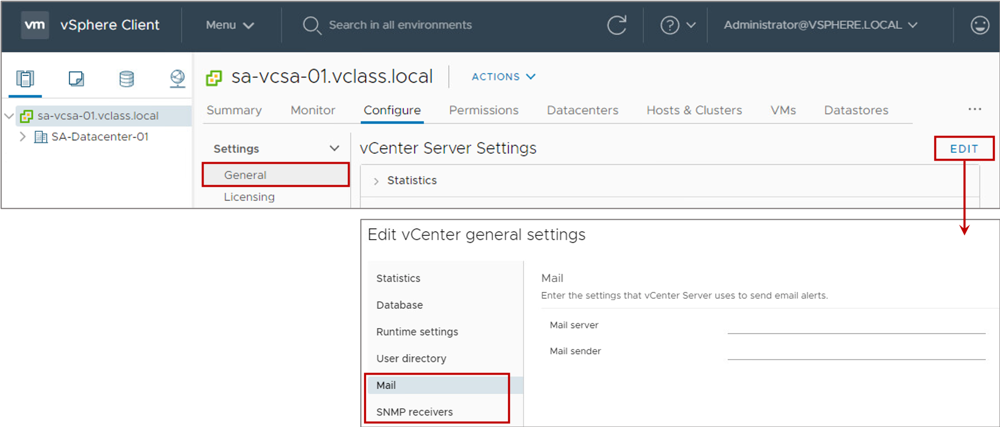 vm vSphere Client Menu Search in all environments ? Administrator@VSPHERE.LOCAL
sa-vcsa-01.vclass.local ACTIONS
Summary Monitor Configure Permissions Datacenters Hosts & Clusters VMs Datastores ...
sa-vcsa-01.vclass.local
SA-Datacenter-01
Settings
General
Licensing
vCenter Server Settings EDIT
Statistics
Edit vCenter general settings
Statistics
Database
Runtime settings
User directory
Mail
SNMP receivers
Mail
Enter the settings that vCenter Server uses to send email alerts.
Mail server
Mail sender